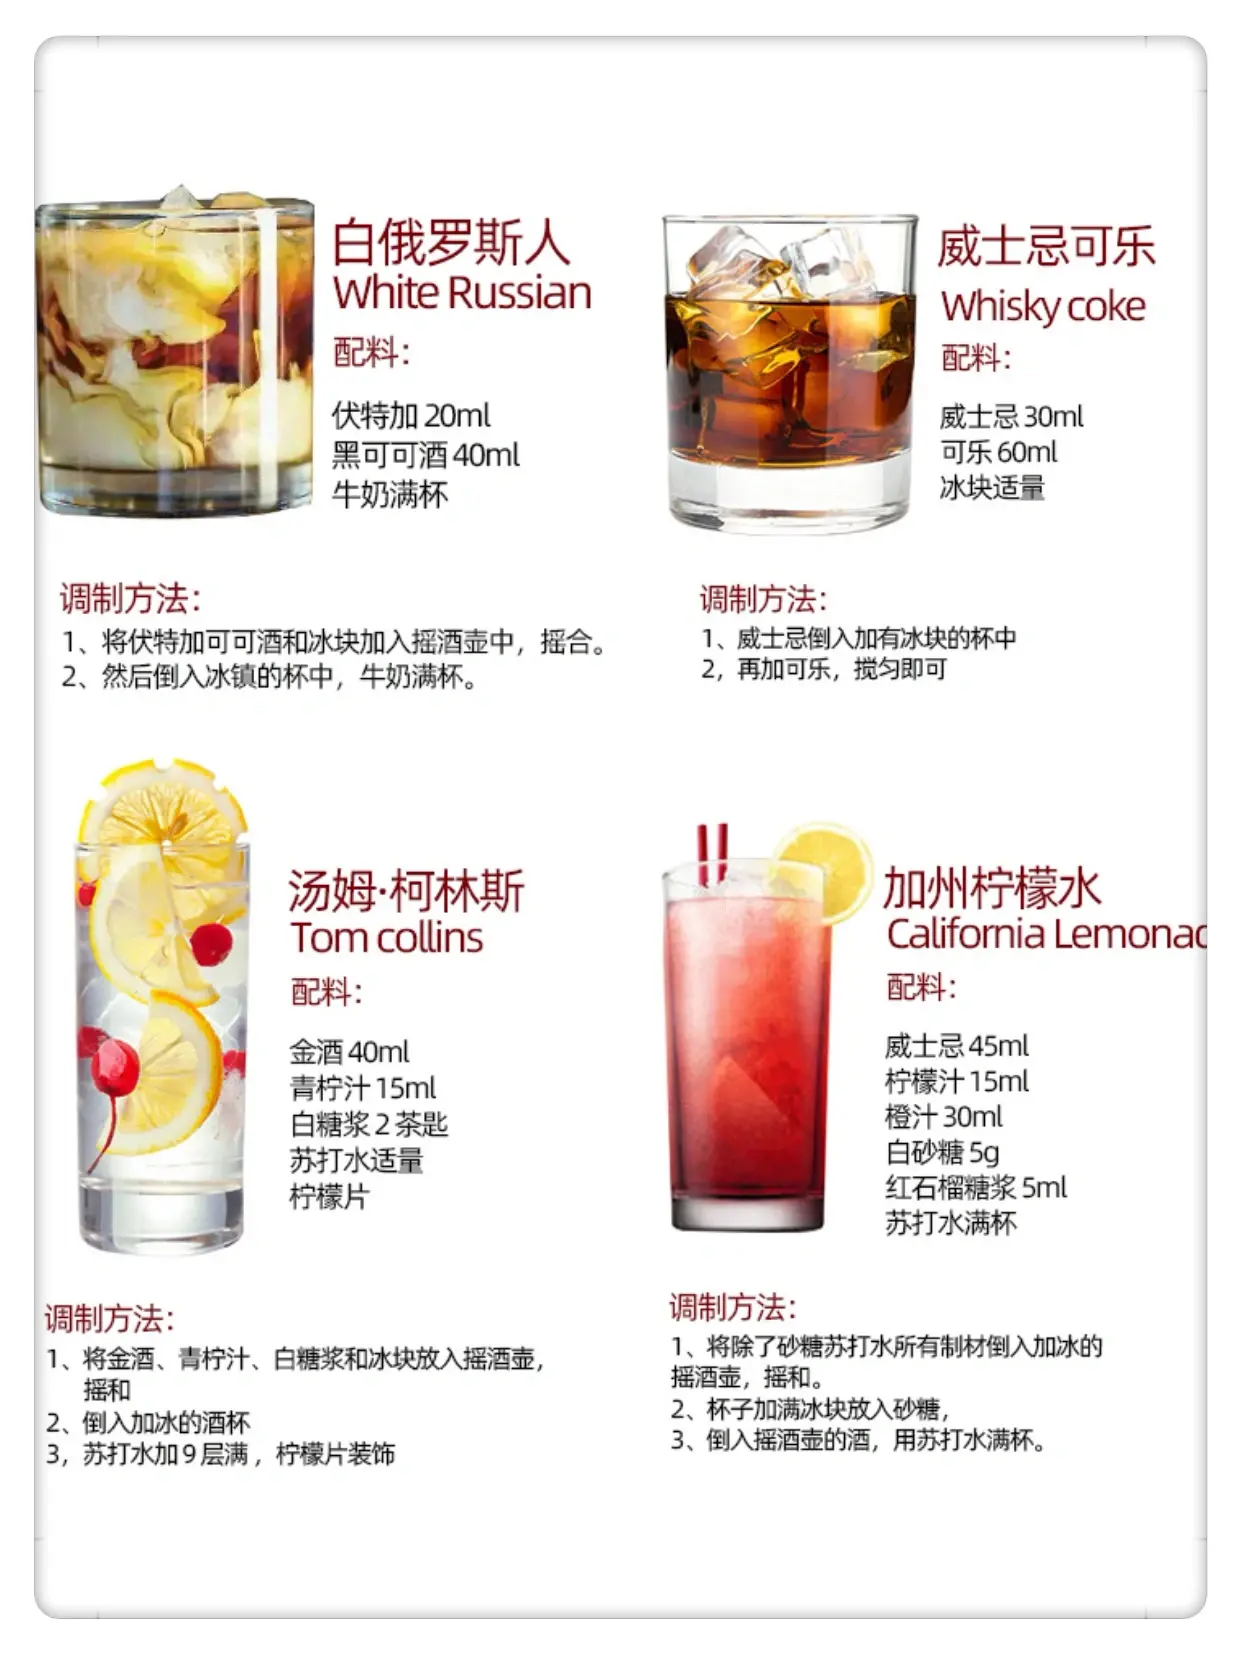 白俄罗斯人
White Russian
配料：
伏特加 20ml
黑可可酒 40ml
牛奶满杯
调制方法：
1、将伏特加可可酒和冰块加入摇酒壶中，摇合。
2、然后倒入冰镇的杯中，牛奶满杯。
威士忌可乐
Whisky coke
配料：
威士忌 30ml
可乐 60ml
冰块适量
调制方法：
1、威士忌倒入加有冰块的杯中
2，再加可乐，搅匀即可
汤姆·柯林斯
Tom collins
配料：
金酒 40ml
青柠汁 15ml
白糖浆 2 茶匙
苏打水适量
柠檬片
调制方法：
1、将金酒、青柠汁、白糖浆和冰块放入摇酒壶，
摇和
2、倒入加冰的酒杯
3，苏打水加 9 层满，柠檬片装饰
加州柠檬水
California Lemonad
配料：
威士忌 45ml
柠檬汁 15ml
橙汁 30ml
白砂糖 5g
红石榴糖浆 5ml
苏打水满杯
调制方法：
1、将除了砂糖苏打水所有制材倒入加冰的
摇酒壶，摇和。
2、杯子加满冰块放入砂糖，
3、倒入摇酒壶的酒，用苏打水满杯。